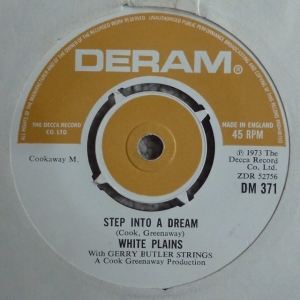 DERAM®
THE DECCA RECORD
CO. LTD.
MADE IN ENGLAND
45 RPM
Cookaway M.
℗ 1973 The
Decca Record
Co. Ltd.
ZDR 52756
DM 371
STEP INTO A DREAM
(Cook, Greenaway)
WHITE PLAINS
With GERRY BUTLER STRINGS
A Cook Greenaway Production